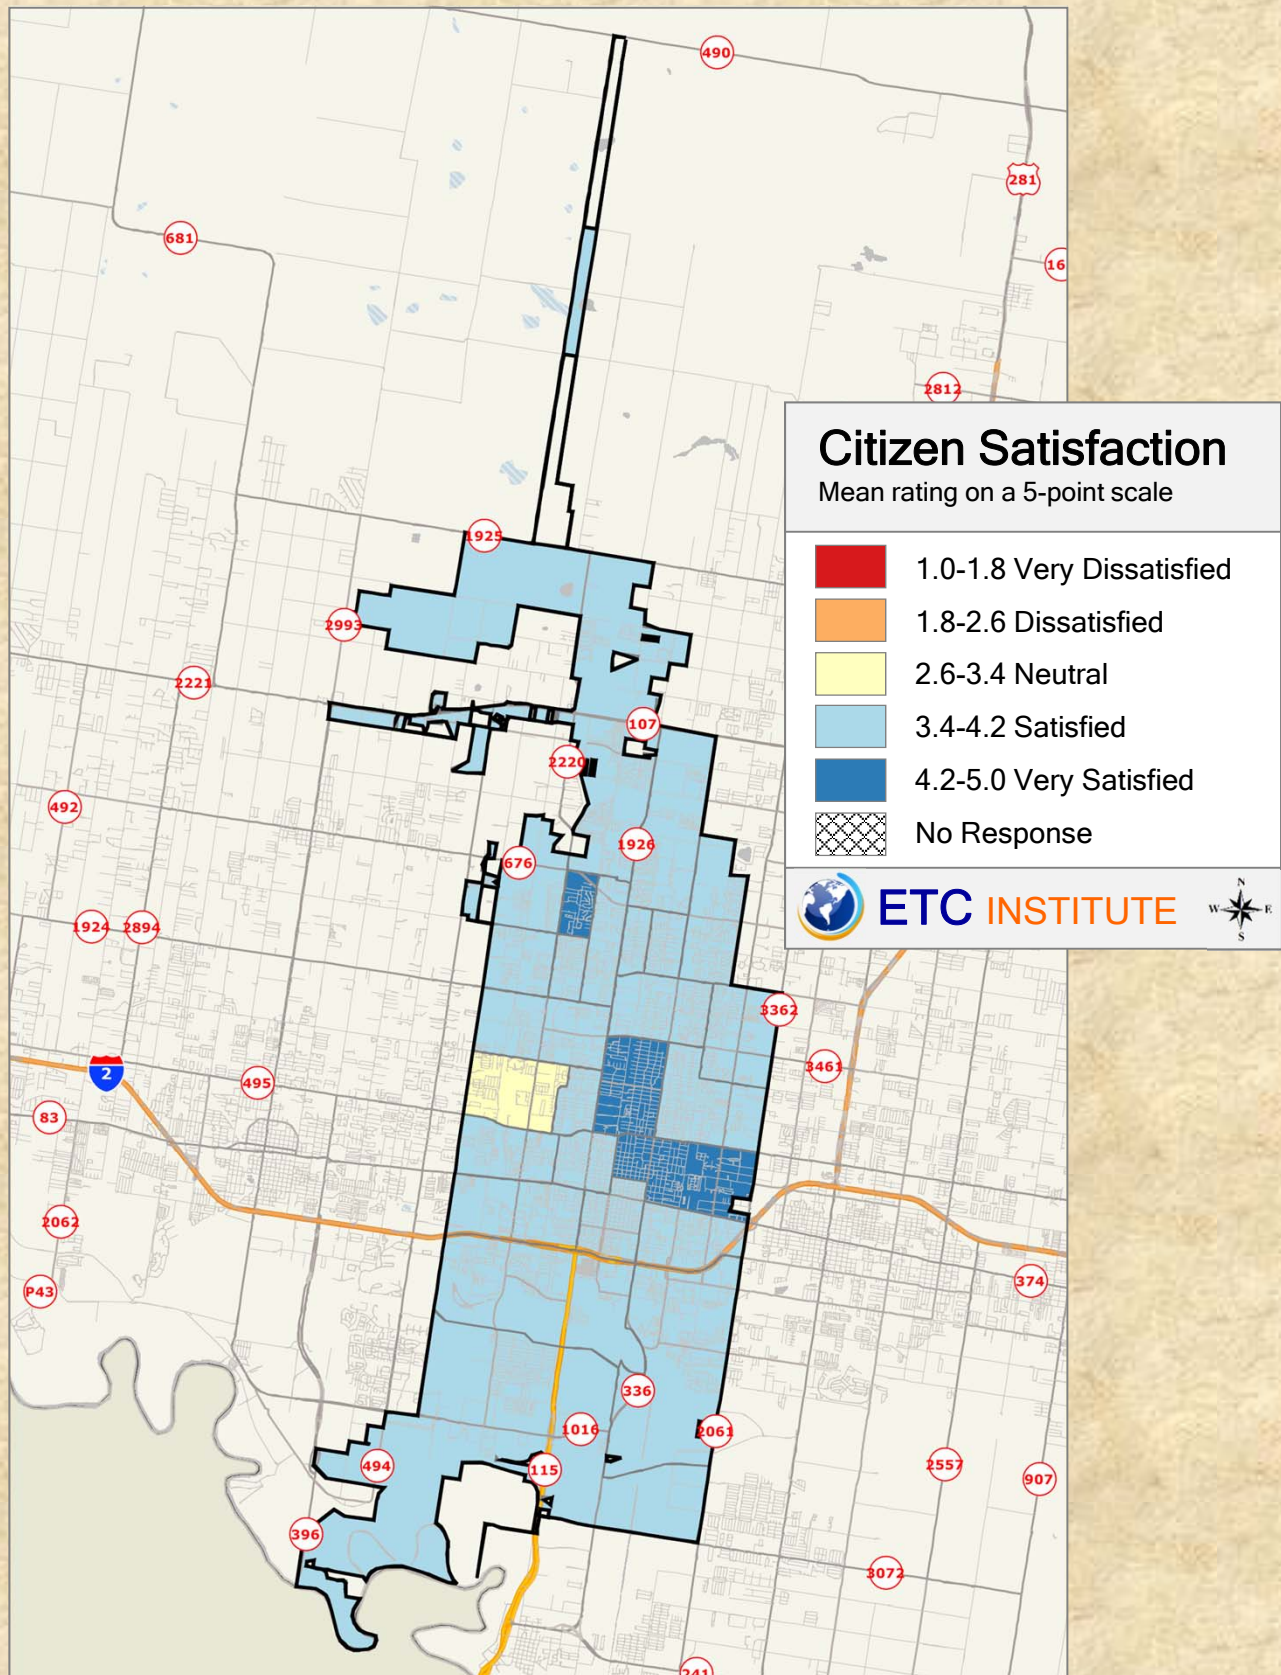 490
281
681
16
2812
Citizen Satisfaction
Mean rating on a 5-point scale
1.0-1.8 Very Dissatisfied
1.8-2.6 Dissatisfied
2.6-3.4 Neutral
3.4-4.2 Satisfied
4.2-5.0 Very Satisfied
No Response
ETC INSTITUTE
N
W E
S
1925
2993
2221
107
2220
492
1926
676
1924
2894
3362
3461
2
495
83
2062
P43
374
336
1016
2061
494
115
2557
907
396
3072
241